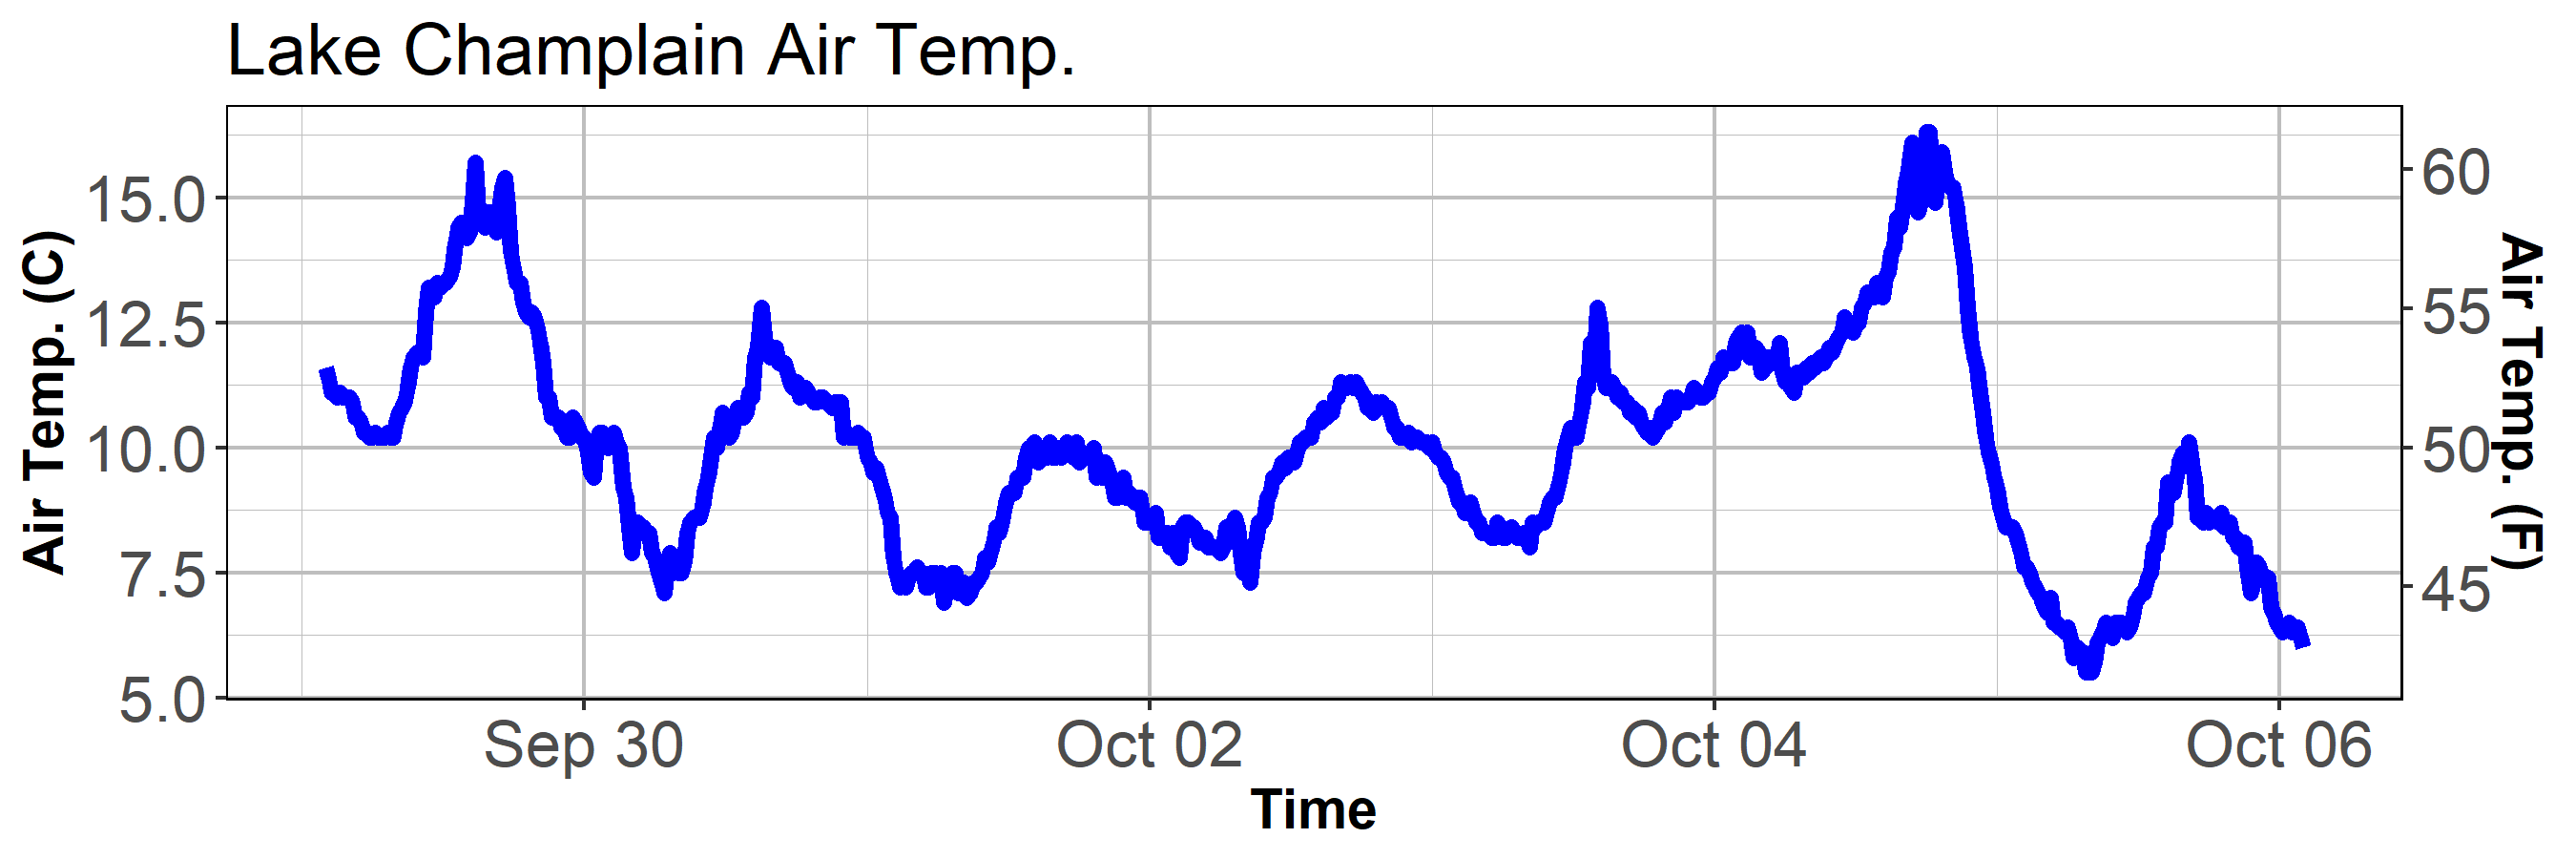 Lake Champlain Air Temp.
Air Temp. (C)
15.0
12.5
10.0
7.5
5.0
60
55
50
45
Air Temp. (F)
Sep 30 Oct 02 Oct 04 Oct 06
Time